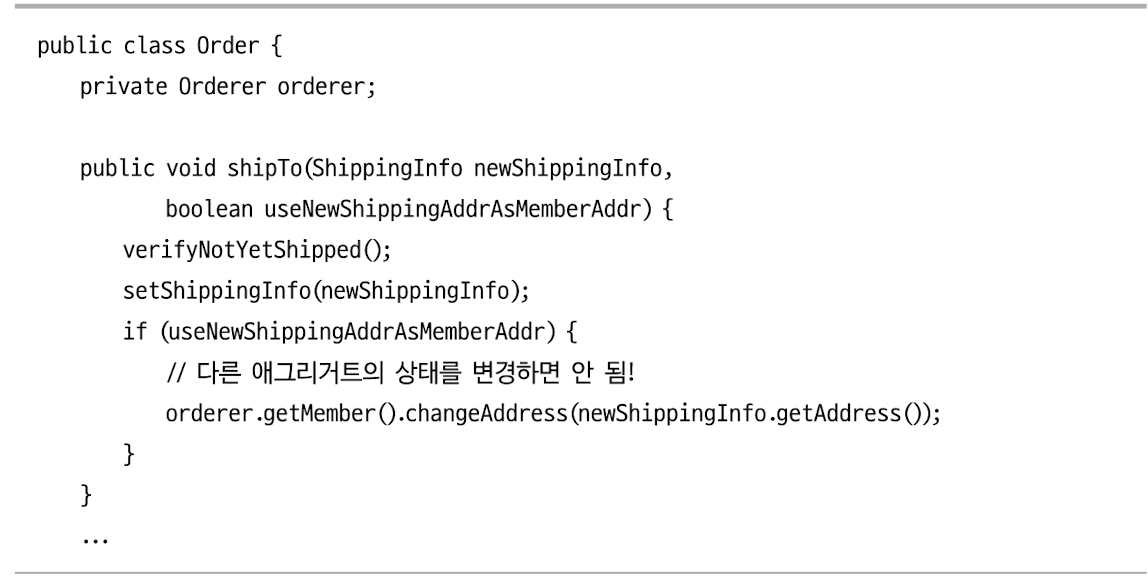 public class Order {
private Orderer orderer;
public void shipTo(ShippingInfo newShippingInfo,
boolean useNewShippingAddrAsMemberAddr) {
verifyNotYetShipped();
setShippingInfo(newShippingInfo);
if (useNewShippingAddrAsMemberAddr) {
// 다른 애그리거트의 상태를 변경하면 안 됨!
orderer.getMember().changeAddress(newShippingInfo.getAddress());
}
}
...